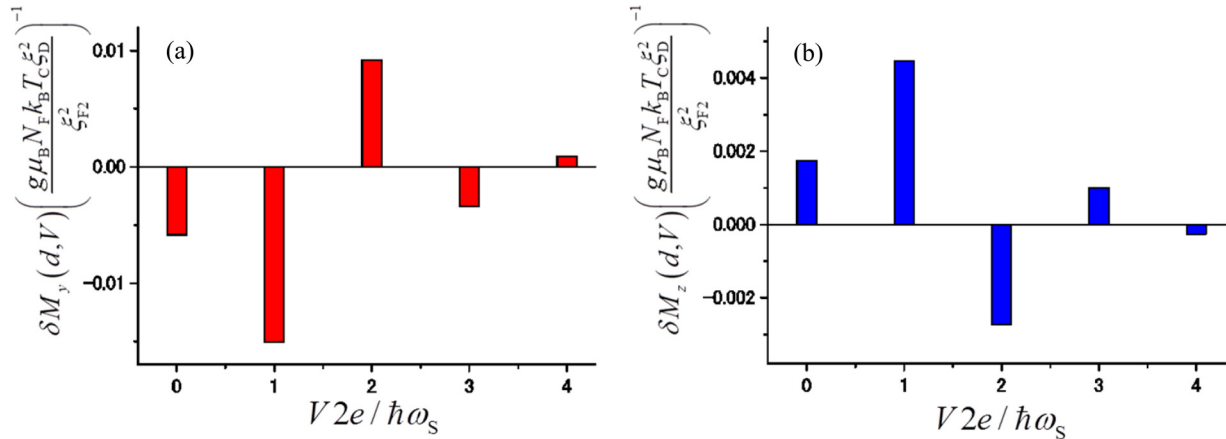 (a)
δM_y(d,V)(gμ_B N_F k_B T_C ξ_D^2 / ξ_F2^2)^{-1}
0.01
0.00
-0.01
0 1 2 3 4
V2e/ħω_S
(b)
δM_z(d,V)(gμ_B N_F k_B T_C ξ_D^2 / ξ_F2^2)^{-1}
0.004
0.002
0.000
-0.002
0 1 2 3 4
V2e/ħω_S